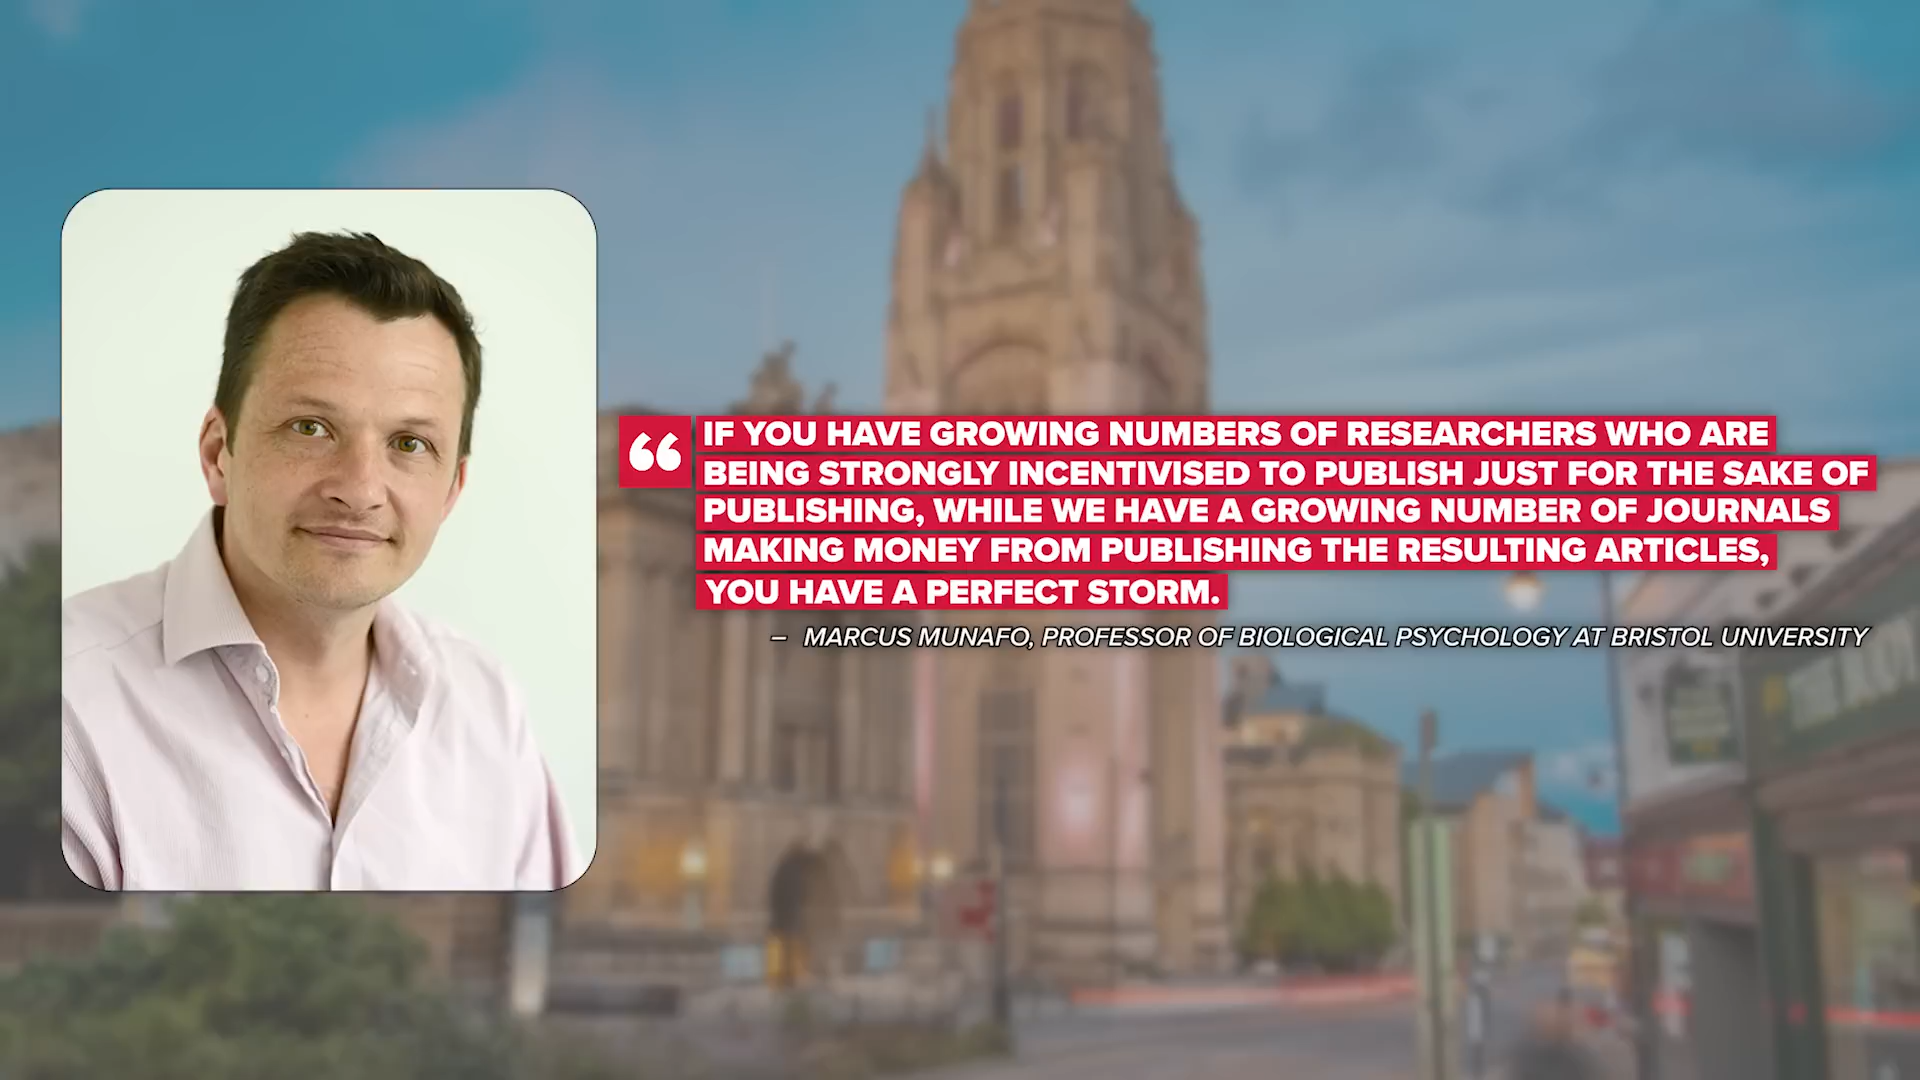 “ IF YOU HAVE GROWING NUMBERS OF RESEARCHERS WHO ARE
BEING STRONGLY INCENTIVISED TO PUBLISH JUST FOR THE SAKE OF
PUBLISHING, WHILE WE HAVE A GROWING NUMBER OF JOURNALS
MAKING MONEY FROM PUBLISHING THE RESULTING ARTICLES,
YOU HAVE A PERFECT STORM.
– MARCUS MUNAFO, PROFESSOR OF BIOLOGICAL PSYCHOLOGY AT BRISTOL UNIVERSITY